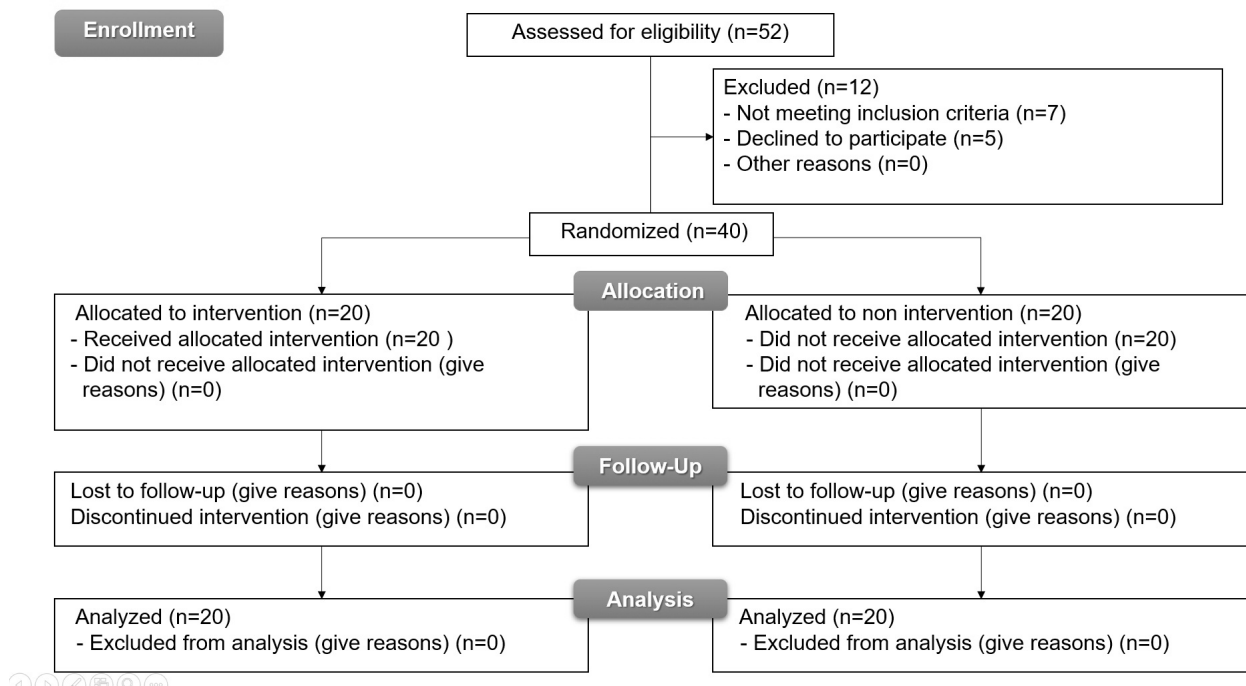 Enrollment
Assessed for eligibility (n=52)
Excluded (n=12)
- Not meeting inclusion criteria (n=7)
- Declined to participate (n=5)
- Other reasons (n=0)
Randomized (n=40)
Allocation
Allocated to intervention (n=20)
- Received allocated intervention (n=20 )
- Did not receive allocated intervention (give
reasons) (n=0)
Allocated to non intervention (n=20)
- Did not receive allocated intervention (n=20)
- Did not receive allocated intervention (give
reasons) (n=0)
Follow-Up
Lost to follow-up (give reasons) (n=0)
Discontinued intervention (give reasons) (n=0)
Lost to follow-up (give reasons) (n=0)
Discontinued intervention (give reasons) (n=0)
Analysis
Analyzed (n=20)
- Excluded from analysis (give reasons) (n=0)
Analyzed (n=20)
- Excluded from analysis (give reasons) (n=0)